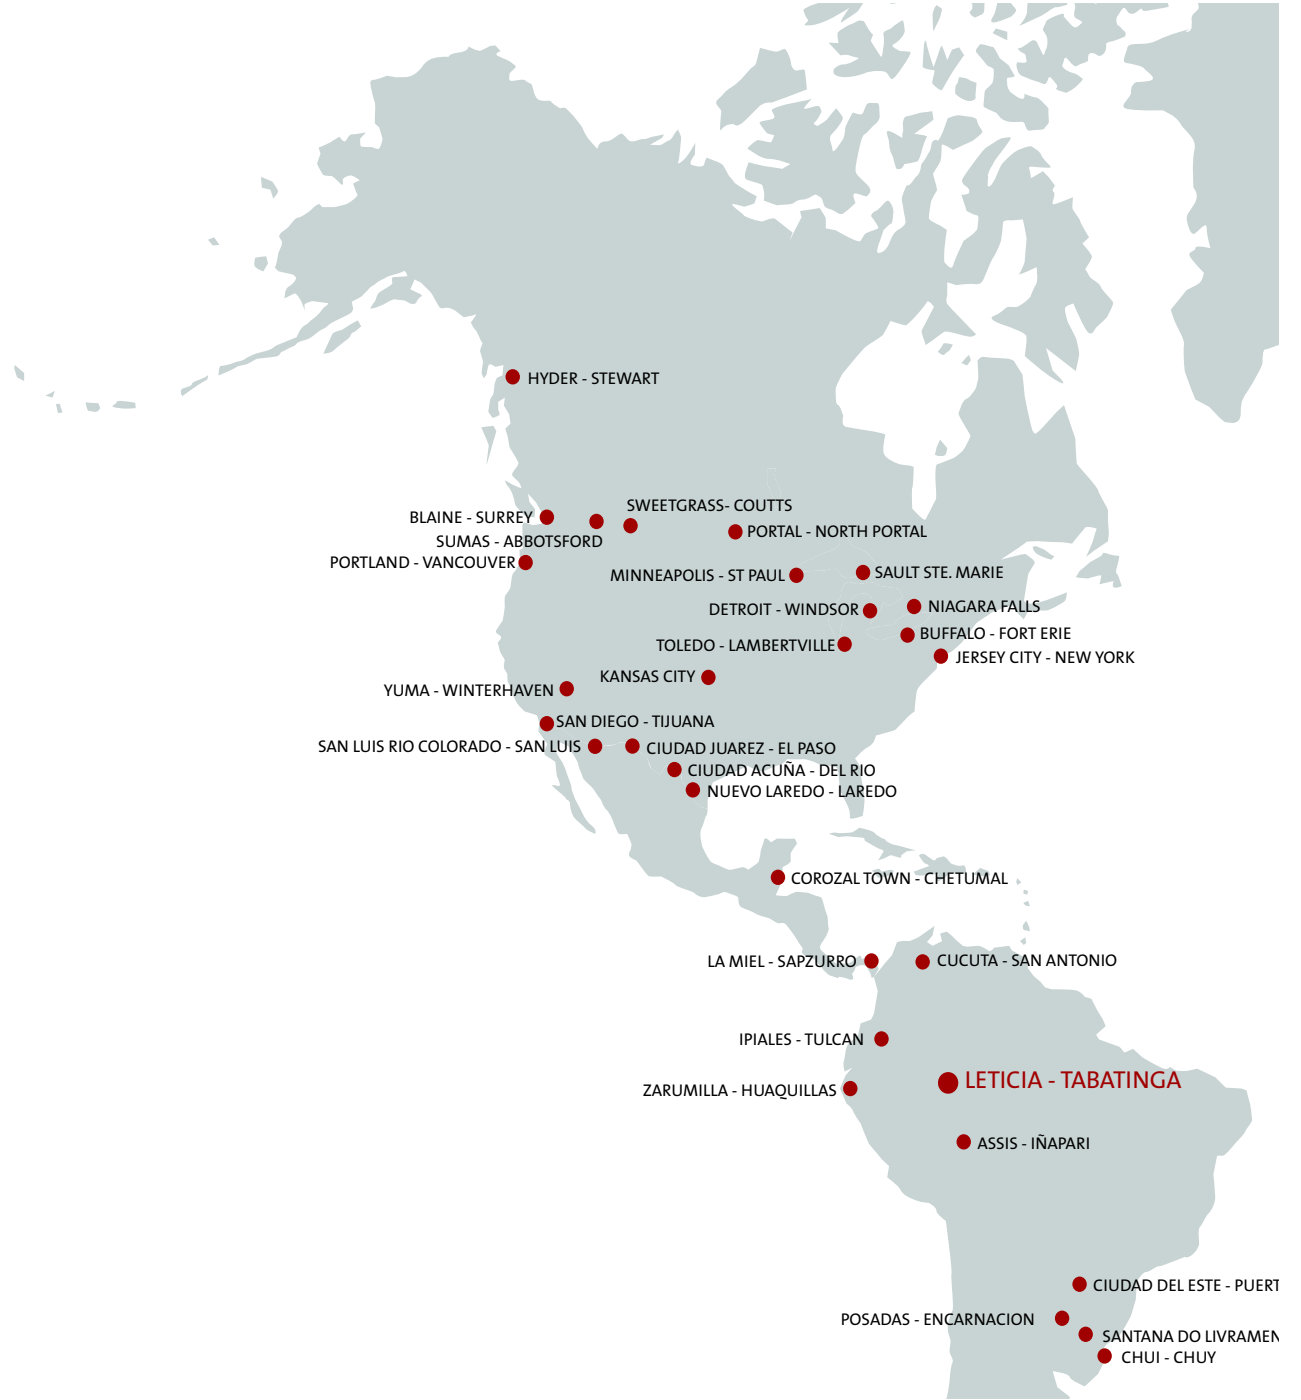 HYDER - STEWART
SWEETGRASS- COUTTS
BLAINE - SURREY
PORTAL - NORTH PORTAL
SUMAS - ABBOTSFORD
PORTLAND - VANCOUVER
MINNEAPOLIS - ST PAUL
SAULT STE. MARIE
DETROIT - WINDSOR
NIAGARA FALLS
BUFFALO - FORT ERIE
TOLEDO - LAMBERTVILLE
JERSEY CITY - NEW YORK
KANSAS CITY
YUMA - WINTERHAVEN
SAN DIEGO - TIJUANA
SAN LUIS RIO COLORADO - SAN LUIS
CIUDAD JUAREZ - EL PASO
CIUDAD ACUÑA - DEL RIO
NUEVO LAREDO - LAREDO
COROZAL TOWN - CHETUMAL
LA MIEL - SAPZURRO
CUCUTA - SAN ANTONIO
IPIALES - TULCAN
LETICIA - TABATINGA
ZARUMILLA - HUAQUILLAS
ASSIS - IÑAPARI
CIUDAD DEL ESTE - PUERT
POSADAS - ENCARNACION
SANTANA DO LIVRAMEN
CHUI - CHUY